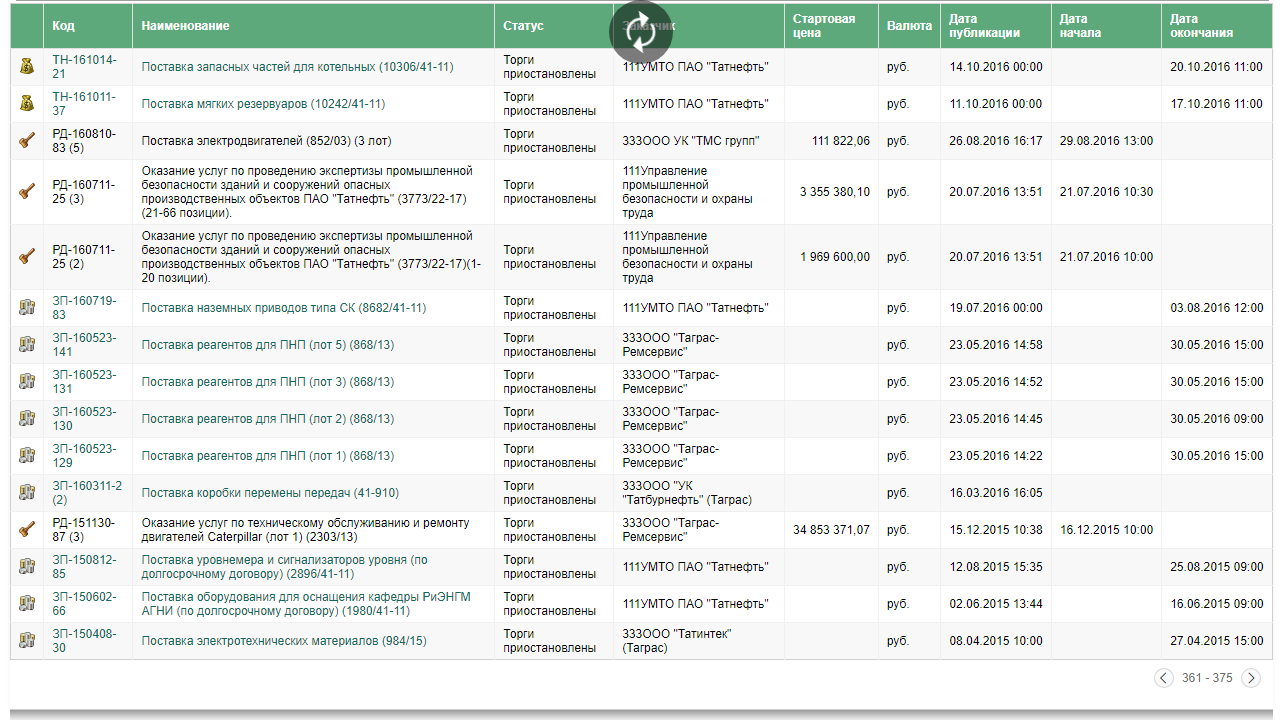 Код
Наименование
Статус
Заказчик
Стартовая
цена
Валюта
Дата
публикации
Дата
начала
Дата
окончания
ТН-161014-
21
Поставка запасных частей для котельных (10306/41-11)
Торги
приостановлены
111УМТО ПАО "Татнефть"
руб.
14.10.2016 00:00
20.10.2016 11:00
ТН-161011-
37
Поставка мягких резервуаров (10242/41-11)
Торги
приостановлены
111УМТО ПАО "Татнефть"
руб.
11.10.2016 00:00
17.10.2016 11:00
РД-160810-
83 (5)
Поставка электродвигателей (852/03) (3 лот)
Торги
приостановлены
333ООО УК "ТМС групп"
111 822,06
руб.
26.08.2016 16:17
29.08.2016 13:00
РД-160711-
25 (3)
Оказание услуг по проведению экспертизы промышленной
безопасности зданий и сооружений опасных
производственных объектов ПАО "Татнефть" (3773/22-17)
(21-66 позиции).
Торги
приостановлены
111Управление
промышленной
безопасности и охраны
труда
3 355 380,10
руб.
20.07.2016 13:51
21.07.2016 10:30
РД-160711-
25 (2)
Оказание услуг по проведению экспертизы промышленной
безопасности зданий и сооружений опасных
производственных объектов ПАО "Татнефть" (3773/22-17)(1-
20 позиции).
Торги
приостановлены
111Управление
промышленной
безопасности и охраны
труда
1 969 600,00
руб.
20.07.2016 13:51
21.07.2016 10:00
ЗП-160719-
83
Поставка наземных приводов типа СК (8682/41-11)
Торги
приостановлены
111УМТО ПАО "Татнефть"
руб.
19.07.2016 00:00
03.08.2016 12:00
ЗП-160523-
141
Поставка реагентов для ПНП (лот 5) (868/13)
Торги
приостановлены
333ООО "Таграс-
Ремсервис"
руб.
23.05.2016 14:58
30.05.2016 15:00
ЗП-160523-
131
Поставка реагентов для ПНП (лот 3) (868/13)
Торги
приостановлены
333ООО "Таграс-
Ремсервис"
руб.
23.05.2016 14:52
30.05.2016 15:00
ЗП-160523-
130
Поставка реагентов для ПНП (лот 2) (868/13)
Торги
приостановлены
333ООО "Таграс-
Ремсервис"
руб.
23.05.2016 14:45
30.05.2016 09:00
ЗП-160523-
129
Поставка реагентов для ПНП (лот 1) (868/13)
Торги
приостановлены
333ООО "Таграс-
Ремсервис"
руб.
23.05.2016 14:22
30.05.2016 15:00
ЗП-160311-2
(2)
Поставка коробки перемены передач (41-910)
Торги
приостановлены
333ООО "УК
"Татбурнефть" (Таграс)
руб.
16.03.2016 16:05
РД-151130-
87 (3)
Оказание услуг по техническому обслуживанию и ремонту
двигателей Caterpillar (лот 1) (2303/13)
Торги
приостановлены
333ООО "Таграс-
Ремсервис"
34 853 371,07
руб.
15.12.2015 10:38
16.12.2015 10:00
ЗП-150812-
85
Поставка уровнемера и сигнализаторов уровня (по
долгосрочному договору) (2896/41-11)
Торги
приостановлены
111УМТО ПАО "Татнефть"
руб.
12.08.2015 15:35
25.08.2015 09:00
ЗП-150602-
66
Поставка оборудования для оснащения кафедры РиЭНГМ
АГНИ (по долгосрочному договору) (1980/41-11)
Торги
приостановлены
111УМТО ПАО "Татнефть"
руб.
02.06.2015 13:44
16.06.2015 09:00
ЗП-150408-
30
Поставка электротехнических материалов (984/15)
Торги
приостановлены
333ООО "Татинтек"
(Таграс)
руб.
08.04.2015 10:00
27.04.2015 15:00
361 - 375